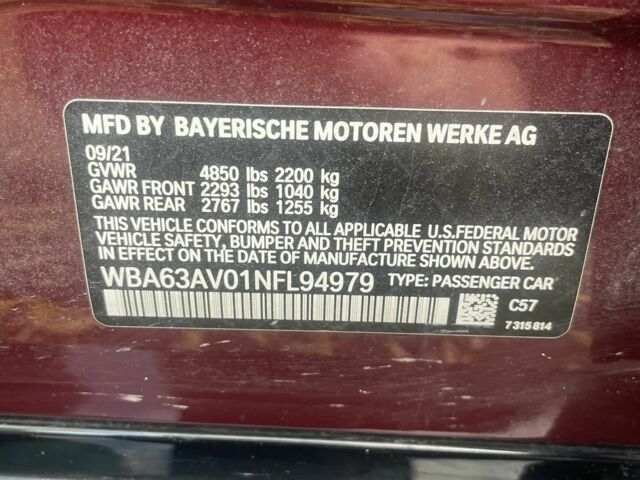 MFD BY BAYERISCHE MOTOREN WERKE AG
09/21
GVWR 4850 lbs 2200 kg
GAWR FRONT 2293 lbs 1040 kg
GAWR REAR 2767 lbs 1255 kg
THIS VEHICLE CONFORMS TO ALL APPLICABLE U.S.FEDERAL MOTOR
VEHICLE SAFETY, BUMPER AND THEFT PREVENTION STANDARDS
IN EFFECT ON THE DATE OF MANUFACTURE SHOWN ABOVE.
WBA63AV01NFL94979 TYPE: PASSENGER CAR
C57
7 315 814